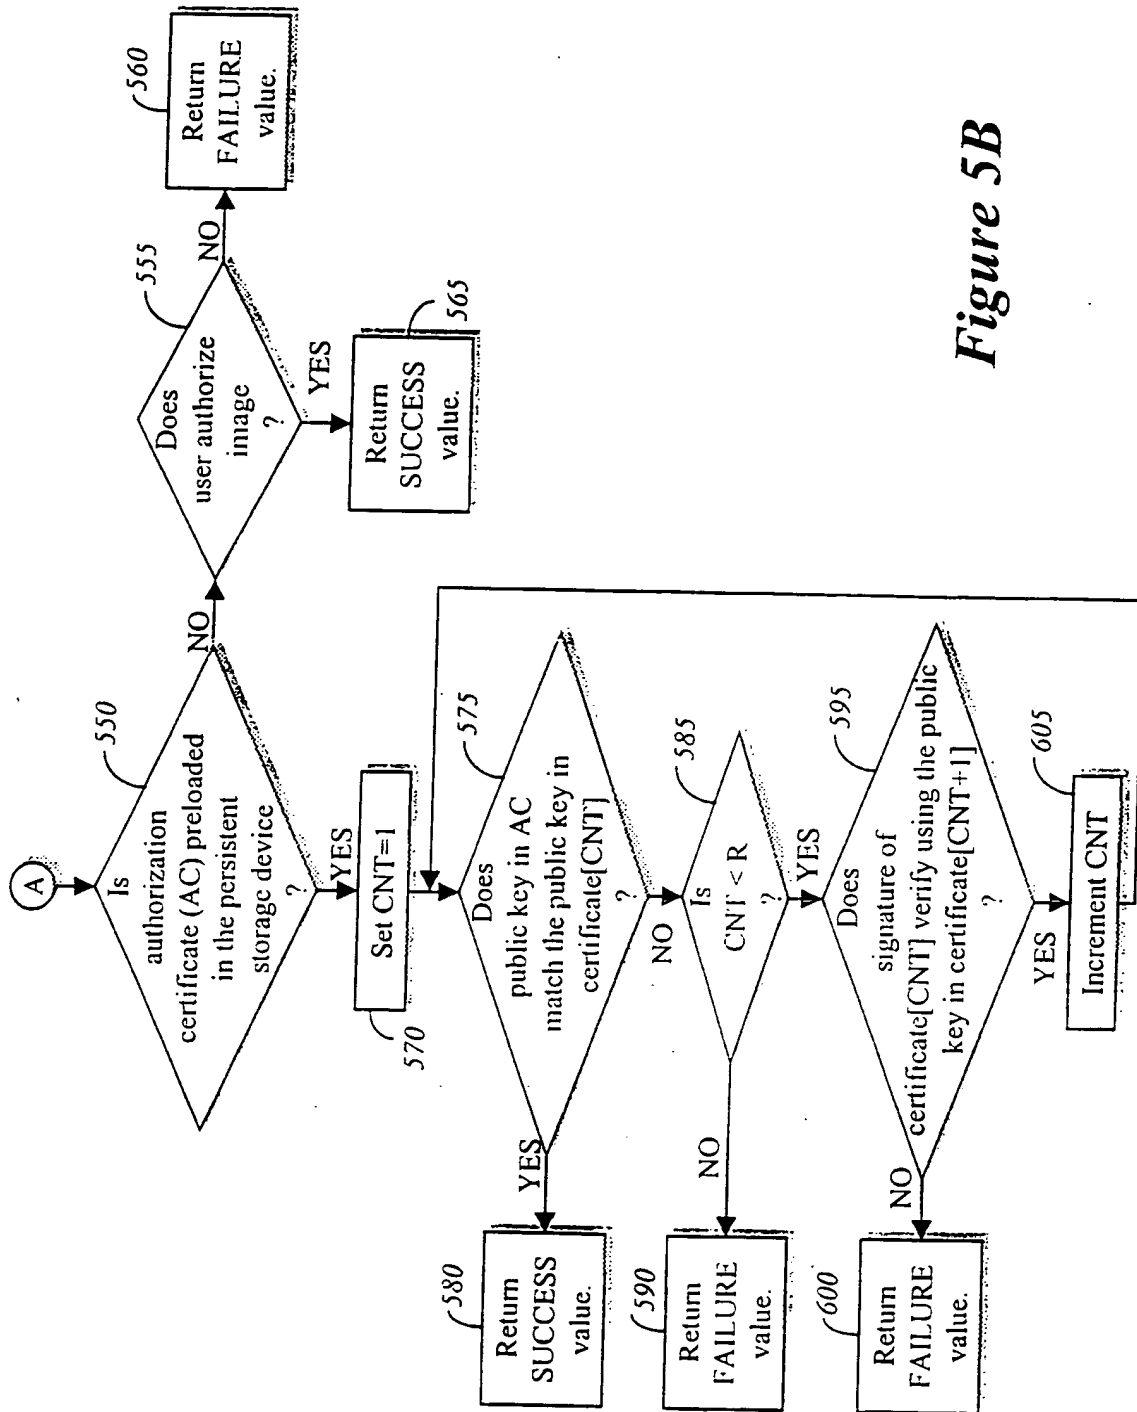 A
550
Is
authorization
certificate (AC) preloaded
in the persistent
storage device
?
NO
YES
555
Does
user authorize
image
?
NO
YES
560
Return
FAILURE
value.
565
Return
SUCCESS
value.
570
Set CNT=1
575
Does
public key in AC
match the public key in
certificate[CNT]
?
YES
NO
580
Return
SUCCESS
value.
585
Is
CNT < R
?
NO
YES
590
Return
FAILURE
value.
595
Does
signature of
certificate[CNT] verify using the public
key in certificate[CNT+1]
?
NO
YES
600
Return
FAILURE
value.
605
Increment CNT
Figure 5B